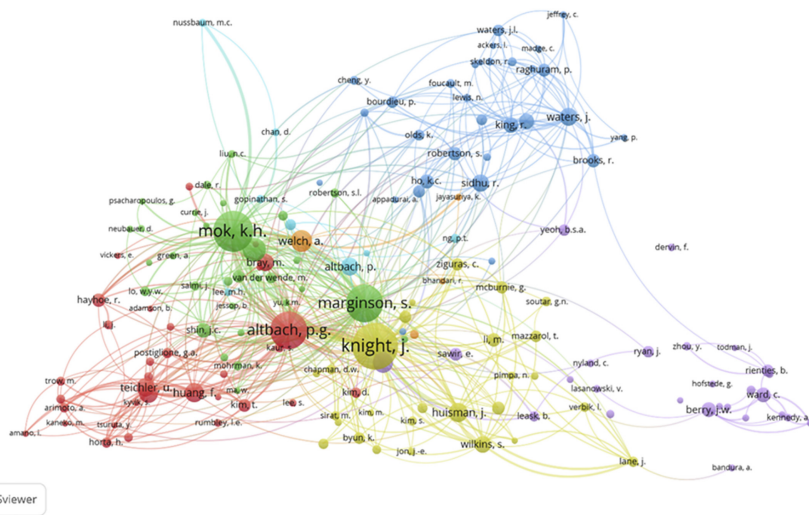 nussbaum, m.c.
jeffrey, c.
waters, j.l.
ackers, l.
madge, c.
skeldon, r.
raghuram, p.
cheng, y.
foucault, m.
bourdieu, p.
lewis, n.
waters, j.
king, r.
chan, d.
olds, k.
yang, p.
liu, n.c.
robertson, s.
brooks, r.
dale, r.
ho, k.c.
sidhu, r.
robertson, s.l.
psacharopoulos, g.
gopinathan, s.
appadurai, a.
jayasuriya, k.
currie, j.
neubauer, d.
mok, k.h.
yeoh, b.s.a.
welch, a.
ng, p.t.
dervin, f.
vickers, e.
green, a.
bray, m.
altbach, p.
ziguras, c.
van der wende, m.
bhandari, r.
salmi, j.
mcburnie, g.
lo, w.y.w.
lee, m.h.
hayhoe, r.
yu, k.m.
marginson, s.
soutar, g.n.
adamson, b.
jessop, b
li, j.
shin, j.c.
altbach, p.g.
li, m.
mazzarol, t.
knight, j.
kaur, s.
postiglione, g.a.
sawir, e.
ryan, j.
zhou, y.
todman, j.
mohrman, k.
chapman, d.w.
nyland, c.
rienties, b.
pimpa, n.
trow, m.
teichler, u.
huang, f.
ma, w.
kim, d.
lasanowski, v.
hofstede, g.
ward, c.
arimoto, a.
kim, t.
lee, s.
verbik, l.
berry, j.w.
sirat, m.
kim, m.
huisman, j.
leask, b.
kennedy, a.
kaneko, m.
tsuruta, y.
rumbley, l.e.
kim, s.
amano, i.
horta, h.
byun, k.
wilkins, s.
jon, j.-e.
lane, j.
bandura, a.
sviewer